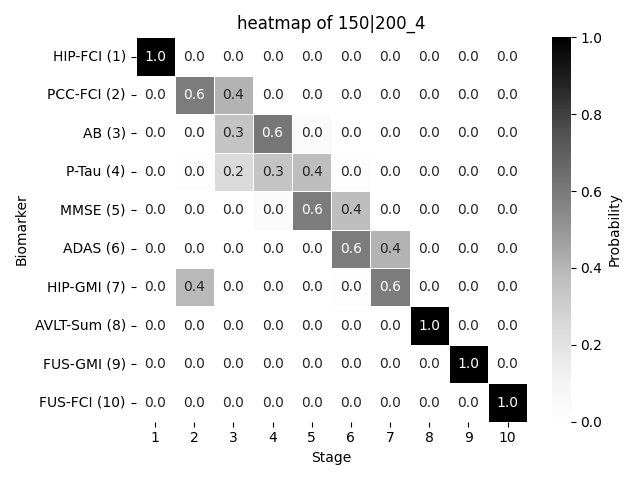 heatmap of 150|200_4
HIP-FCI (1) 1.0 0.0 0.0 0.0 0.0 0.0 0.0 0.0 0.0 0.0
PCC-FCI (2) 0.0 0.6 0.4 0.0 0.0 0.0 0.0 0.0 0.0 0.0
AB (3) 0.0 0.0 0.3 0.6 0.0 0.0 0.0 0.0 0.0 0.0
P-Tau (4) 0.0 0.0 0.2 0.3 0.4 0.0 0.0 0.0 0.0 0.0
MMSE (5) 0.0 0.0 0.0 0.0 0.6 0.4 0.0 0.0 0.0 0.0
ADAS (6) 0.0 0.0 0.0 0.0 0.0 0.6 0.4 0.0 0.0 0.0
HIP-GMI (7) 0.0 0.4 0.0 0.0 0.0 0.0 0.6 0.0 0.0 0.0
AVLT-Sum (8) 0.0 0.0 0.0 0.0 0.0 0.0 0.0 1.0 0.0 0.0
FUS-GMI (9) 0.0 0.0 0.0 0.0 0.0 0.0 0.0 0.0 1.0 0.0
FUS-FCI (10) 0.0 0.0 0.0 0.0 0.0 0.0 0.0 0.0 0.0 1.0
1 2 3 4 5 6 7 8 9 10
Stage
Biomarker
1.0
0.8
0.6
0.4
0.2
0.0
Probability